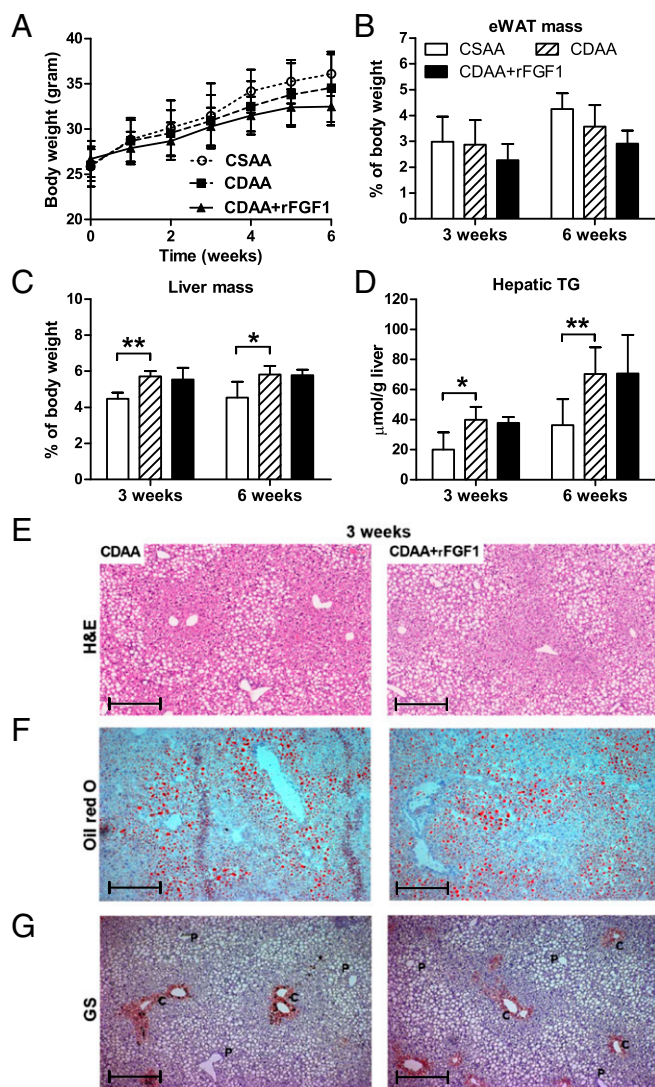 A
Body weight (gram)
40
35
30
25
20
0
2
4
6
Time (weeks)
CSAA
CDAA
CDAA+rFGF1
B
eWAT mass
% of body weight
7
6
5
4
3
2
1
0
CSAA
CDAA
CDAA+rFGF1
3 weeks
6 weeks
C
Liver mass
% of body weight
8
6
4
2
0
**
*
3 weeks
6 weeks
D
Hepatic TG
μmol/g liver
120
100
80
60
40
20
0
*
**
3 weeks
6 weeks
E
3 weeks
CDAA
CDAA+rFGF1
H&E
F
Oil red O
G
GS
P
P
C
C
P
C
P
P
C
C
P